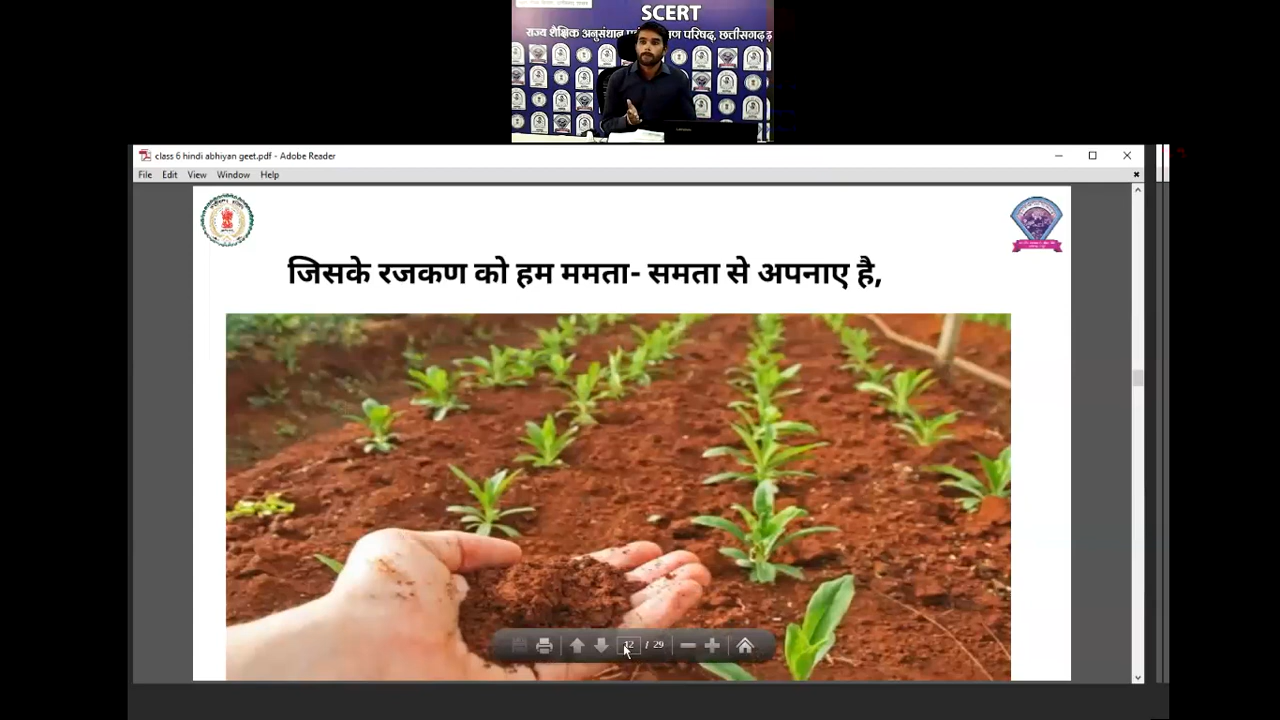 SCERT
राज्य शैक्षिक अनुसंधान परिषद्, छत्तीसगढ़
class 6 hindi abhiyan geet.pdf - Adobe Reader
File Edit View Window Help
जिसके रजकण को हम ममता- समता से अपनाए है,
/ 29